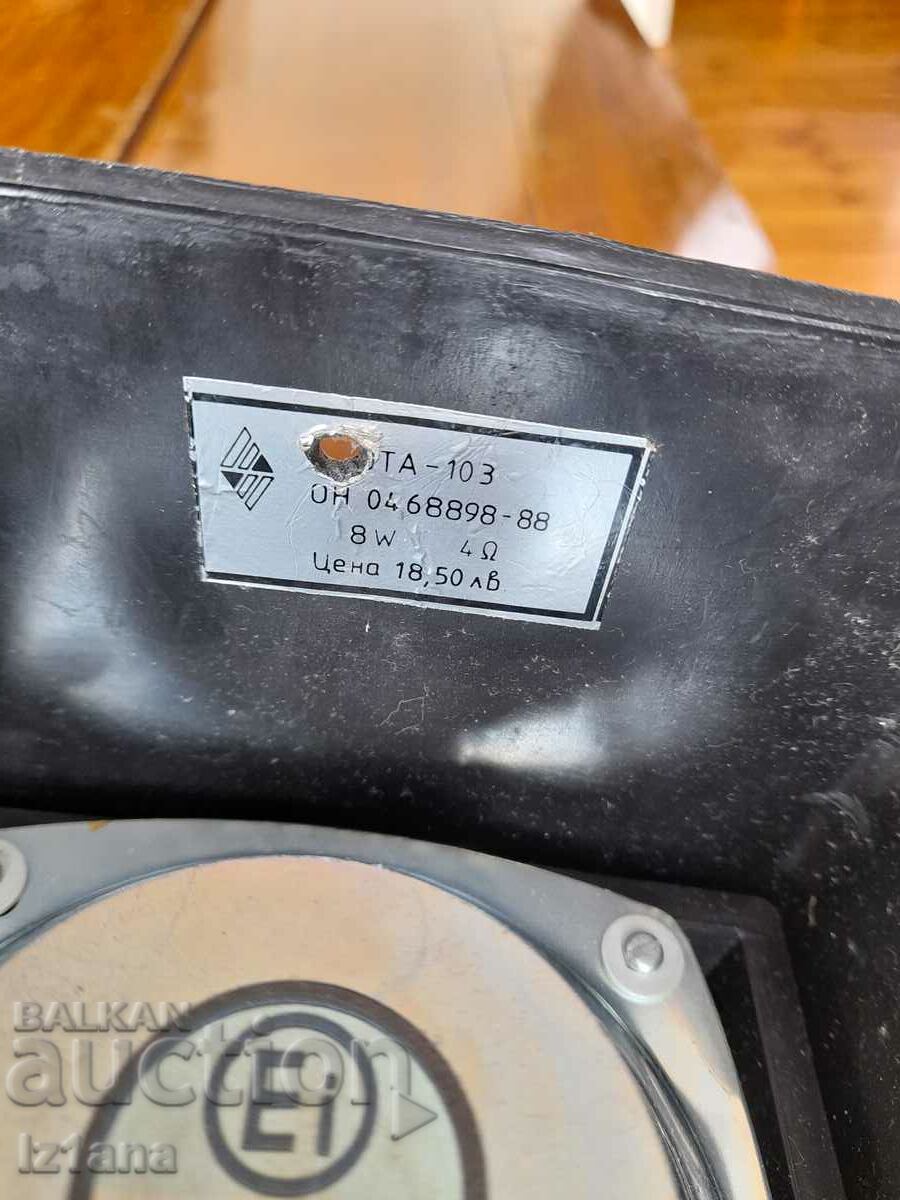 ТА-103
ОН 0468898-88
8W 4Ω
Цена 18,50 лв.
BALKAN
auction
Ei
iz1ana